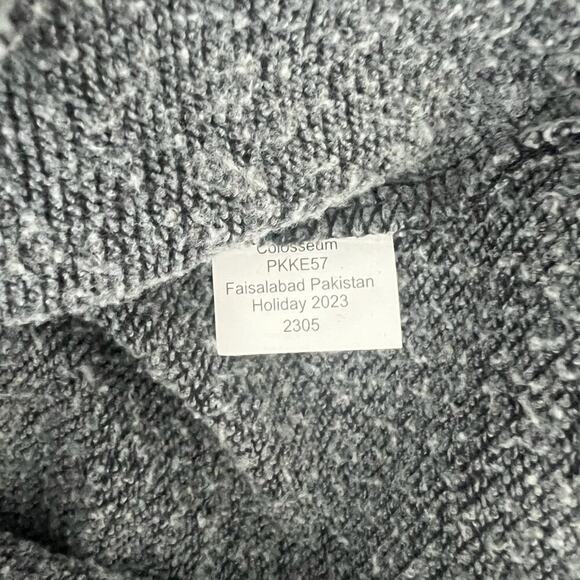 Colosseum
PKKE57
Faisalabad Pakistan
Holiday 2023
2305